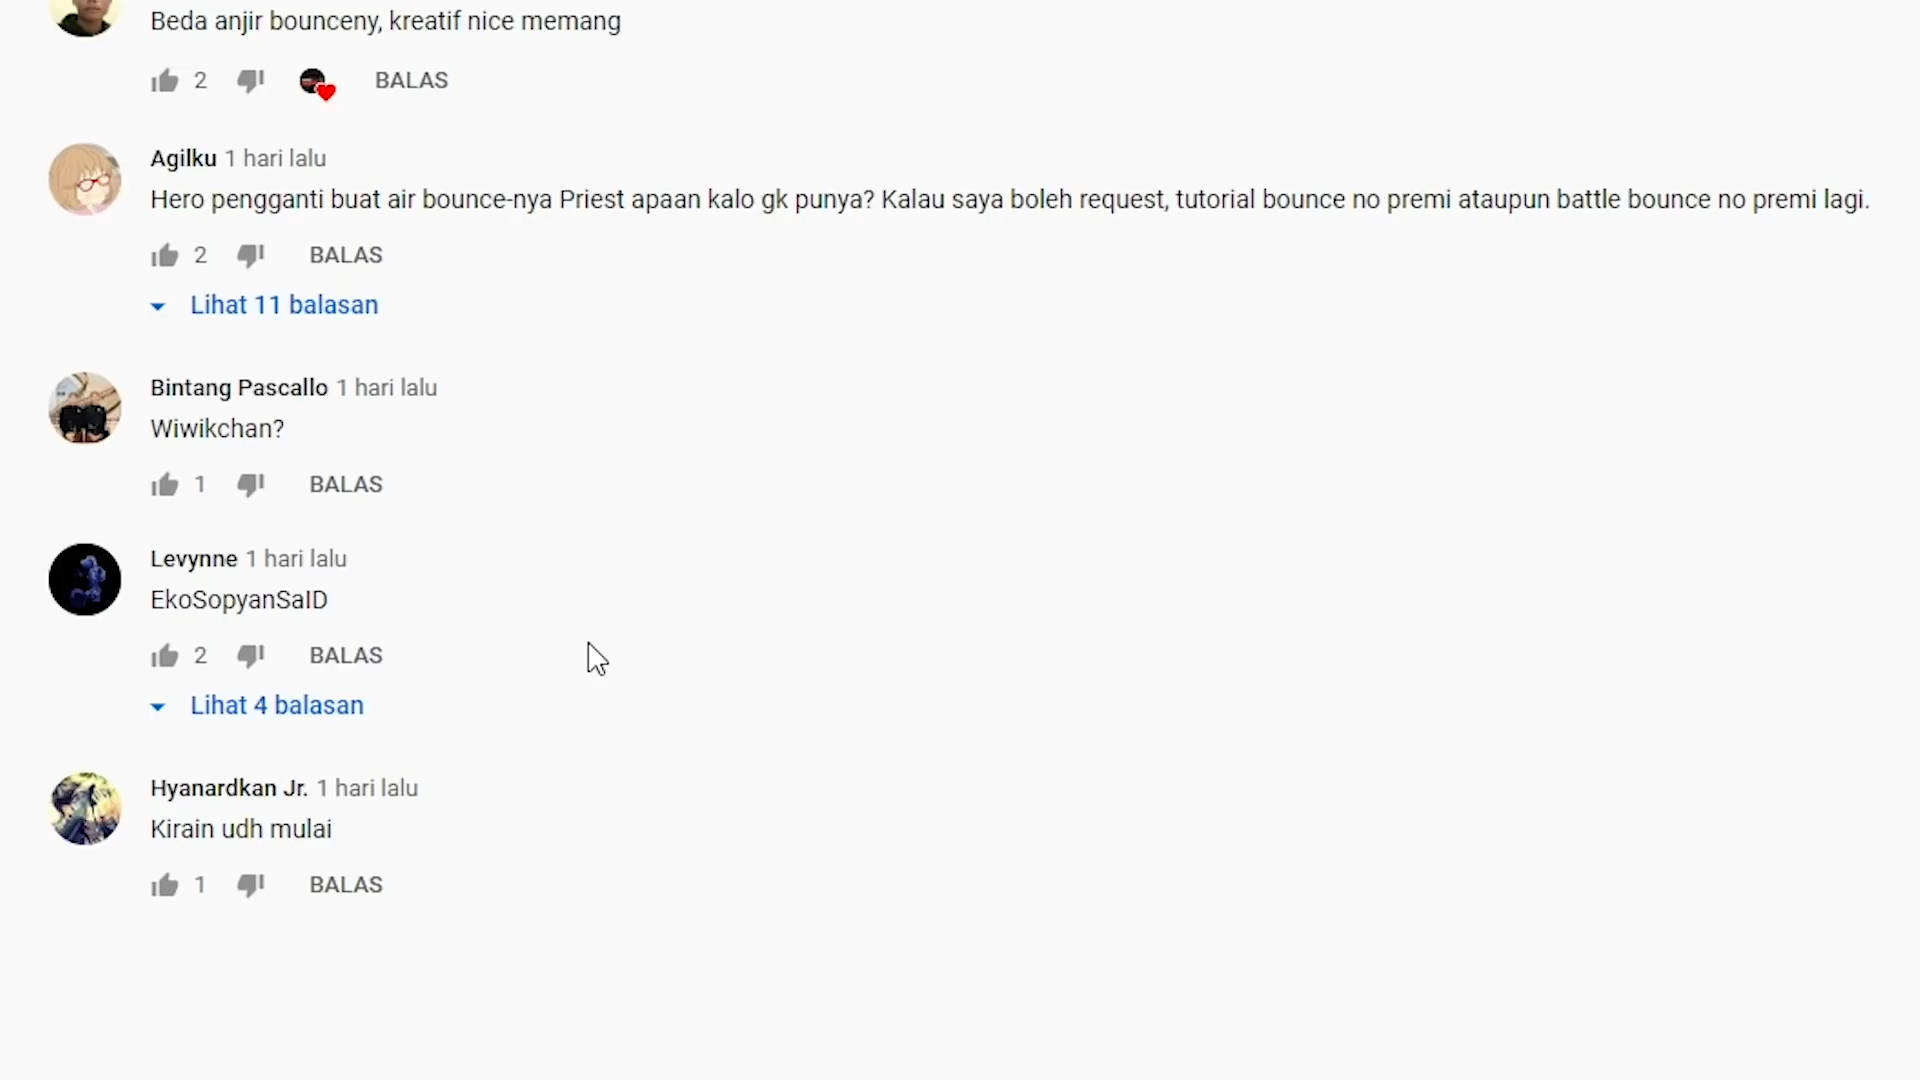 Beda anjir bounceny, kreatif nice memang
2 BALAS
Agilku 1 hari lalu
Hero pengganti buat air bounce-nya Priest apaan kalo gk punya? Kalau saya boleh request, tutorial bounce no premi ataupun battle bounce no premi lagi.
2 BALAS
Lihat 11 balasan
Bintang Pascallo 1 hari lalu
Wiwikchan?
1 BALAS
Levynne 1 hari lalu
EkoSopyanSaID
2 BALAS
Lihat 4 balasan
Hyanardkan Jr. 1 hari lalu
Kirain udh mulai
1 BALAS